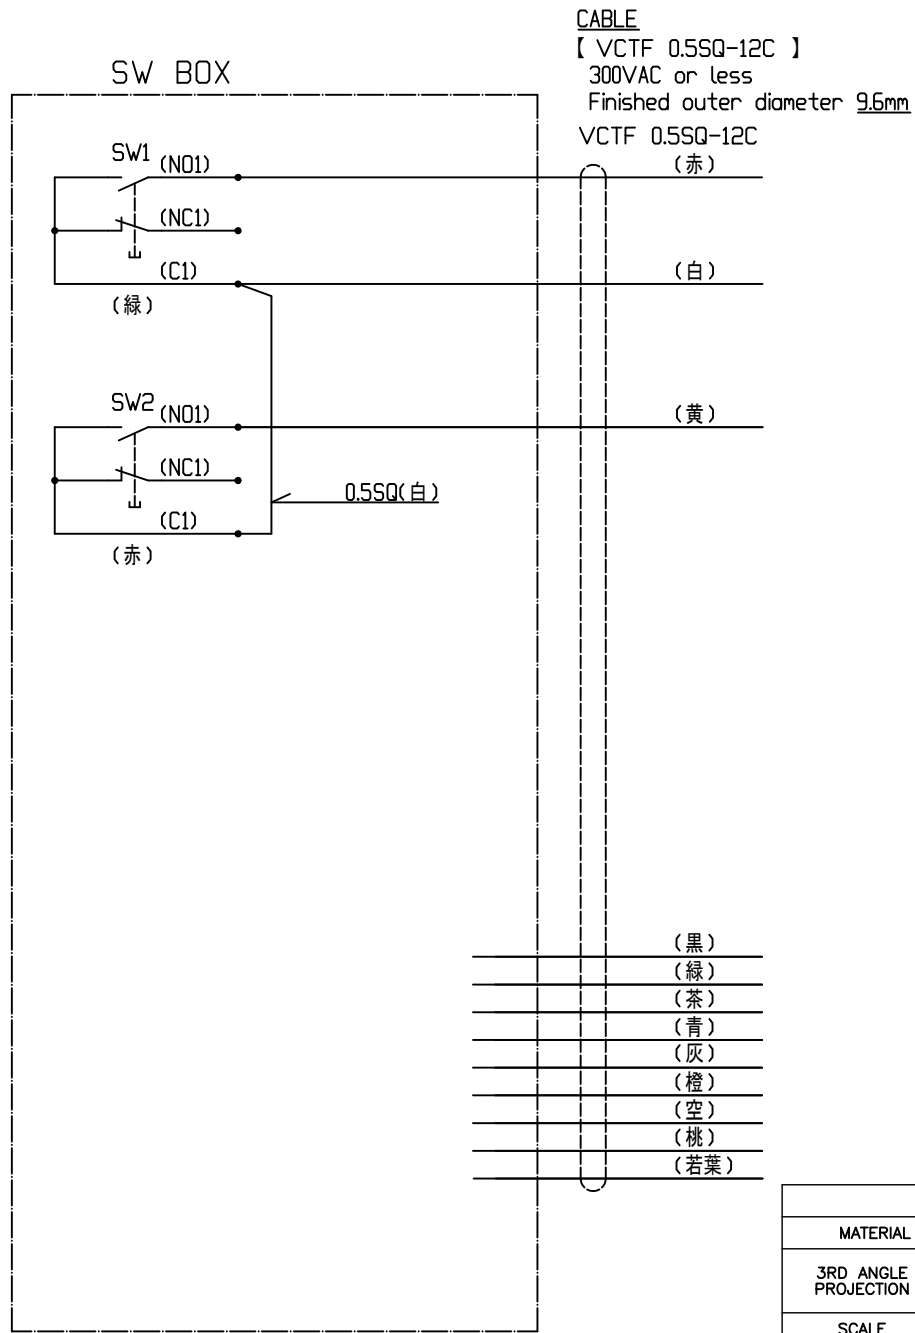 CABLE
【 VCTF 0.5SQ-12C 】
300VAC or less
Finished outer diameter 9.6mm
SW BOX
VCTF 0.5SQ-12C
SW1
(NO1)
(赤)
(NC1)
(C1)
(白)
(緑)
SW2
(NO1)
(黄)
(NC1)
0.5SQ(白)
(C1)
(赤)
(黒)
(緑)
(茶)
(青)
(灰)
(橙)
(空)
(桃)
(若葉)
MATERIAL
3RD ANGLE
PROJECTION
SCALE